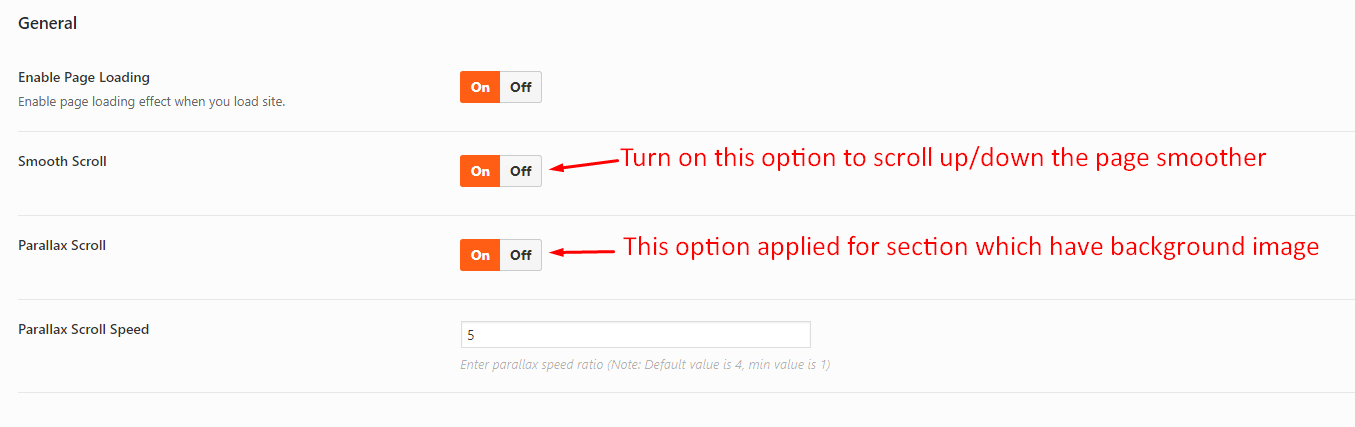 General
Enable Page Loading
On Off
Enable page loading effect when you load site.
Smooth Scroll
On Off
Turn on this option to scroll up/down the page smoother
Parallax Scroll
On Off
This option applied for section which have background image
Parallax Scroll Speed
5
Enter parallax speed ratio (Note: Default value is 4, min value is 1)